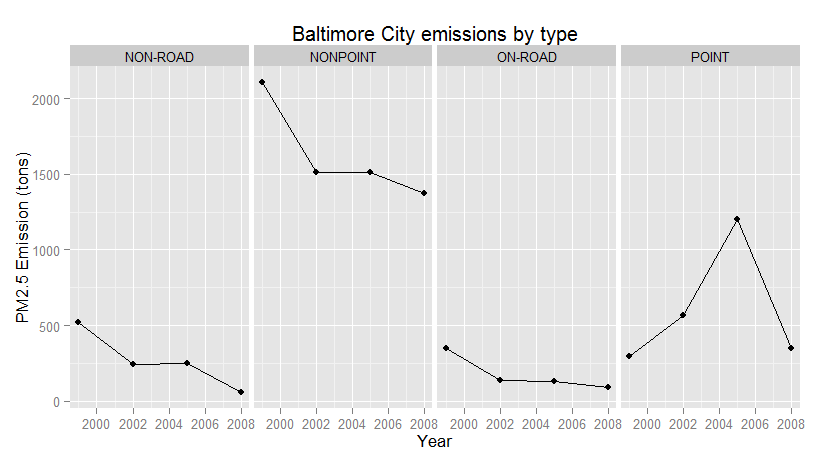 Baltimore City emissions by type
NON-ROAD NONPOINT ON-ROAD POINT
2000
1500
1000
500
0
PM2.5 Emission (tons)
2000 2002 2004 2006 2008 2000 2002 2004 2006 2008 2000 2002 2004 2006 2008 2000 2002 2004 2006 2008
Year